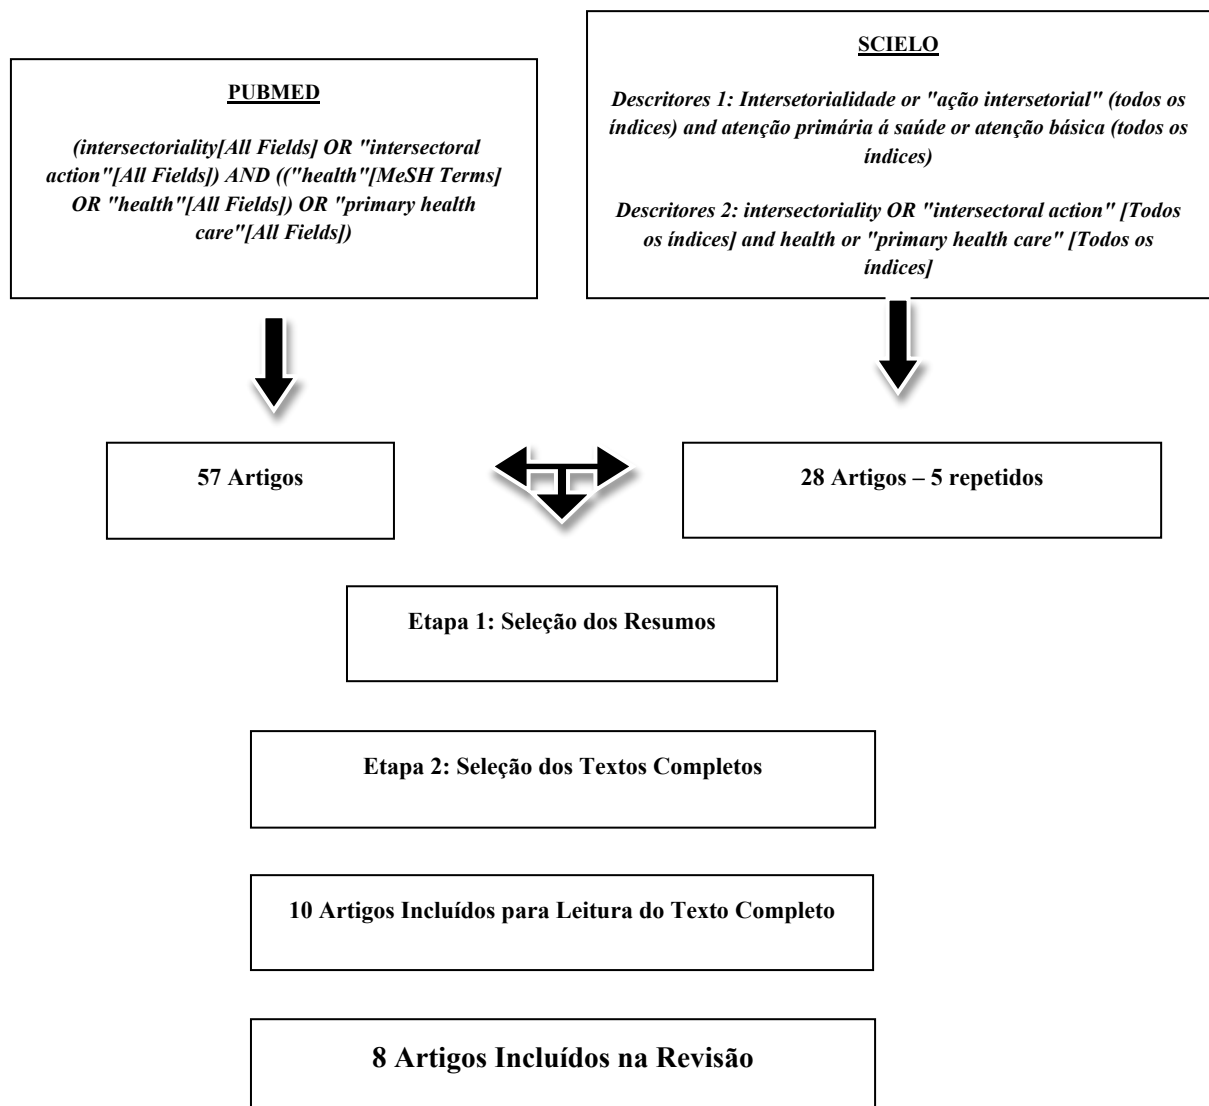 PUBMED
(intersectoriality[All Fields] OR "intersectoral
action"[All Fields]) AND (("health"[MeSH Terms]
OR "health"[All Fields]) OR "primary health
care"[All Fields])
SCIELO
Descritores 1: Intersetorialidade or "ação intersetorial" (todos os
índices) and atenção primária á saúde or atenção básica (todos os
índices)
Descritores 2: intersectoriality OR "intersectoral action" [Todos
os índices] and health or "primary health care" [Todos os
índices]
57 Artigos
28 Artigos – 5 repetidos
Etapa 1: Seleção dos Resumos
Etapa 2: Seleção dos Textos Completos
10 Artigos Incluídos para Leitura do Texto Completo
8 Artigos Incluídos na Revisão